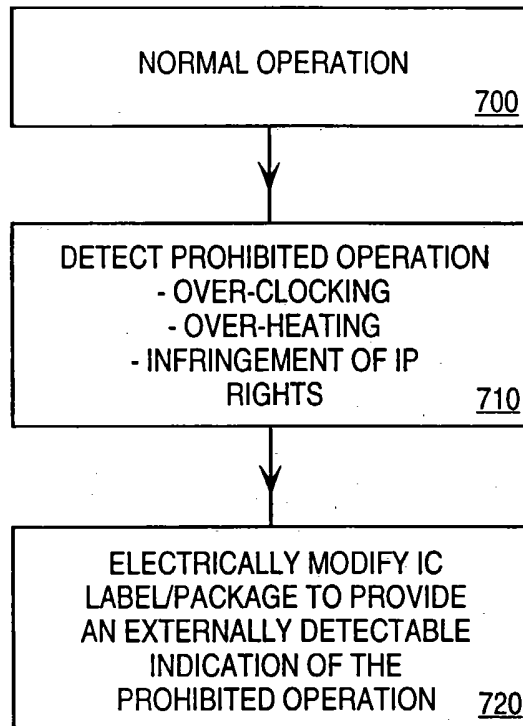 NORMAL OPERATION
700
DETECT PROHIBITED OPERATION
- OVER-CLOCKING
- OVER-HEATING
- INFRINGEMENT OF IP
RIGHTS
710
ELECTRICALLY MODIFY IC
LABEL/PACKAGE TO PROVIDE
AN EXTERNALLY DETECTABLE
INDICATION OF THE
PROHIBITED OPERATION
720